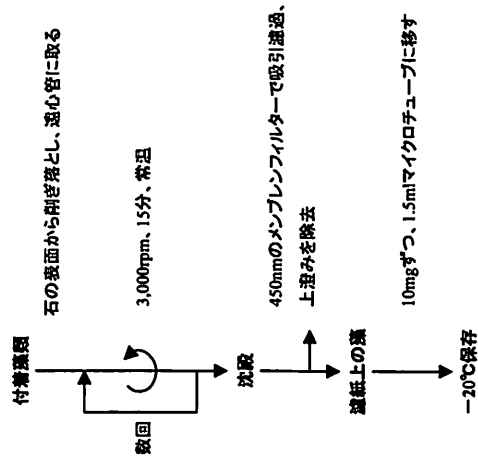 付着藻類
石の表面から削ぎ落とし、遠心管に取る
数回
3,000rpm、15分、常温
沈殿
450nmのメンブレンフィルターで吸引濾過、
上澄みを除去
濾紙上の藻
10mgずつ、1.5mlマイクロチューブに移す
−20℃保存